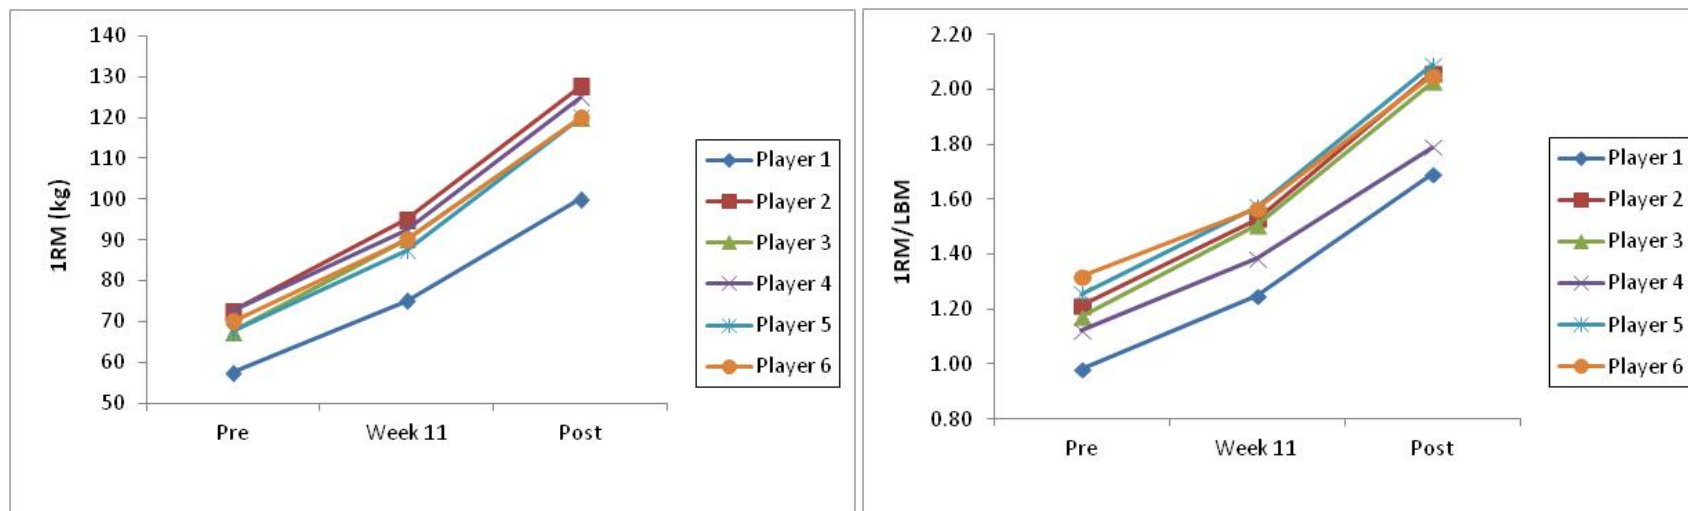 140
130
120
110
100
90
80
70
60
50
1RM (kg)
Pre Week 11 Post
Player 1
Player 2
Player 3
Player 4
Player 5
Player 6
2.20
2.00
1.80
1.60
1.40
1.20
1.00
0.80
1RM/LBM
Pre Week 11 Post
Player 1
Player 2
Player 3
Player 4
Player 5
Player 6